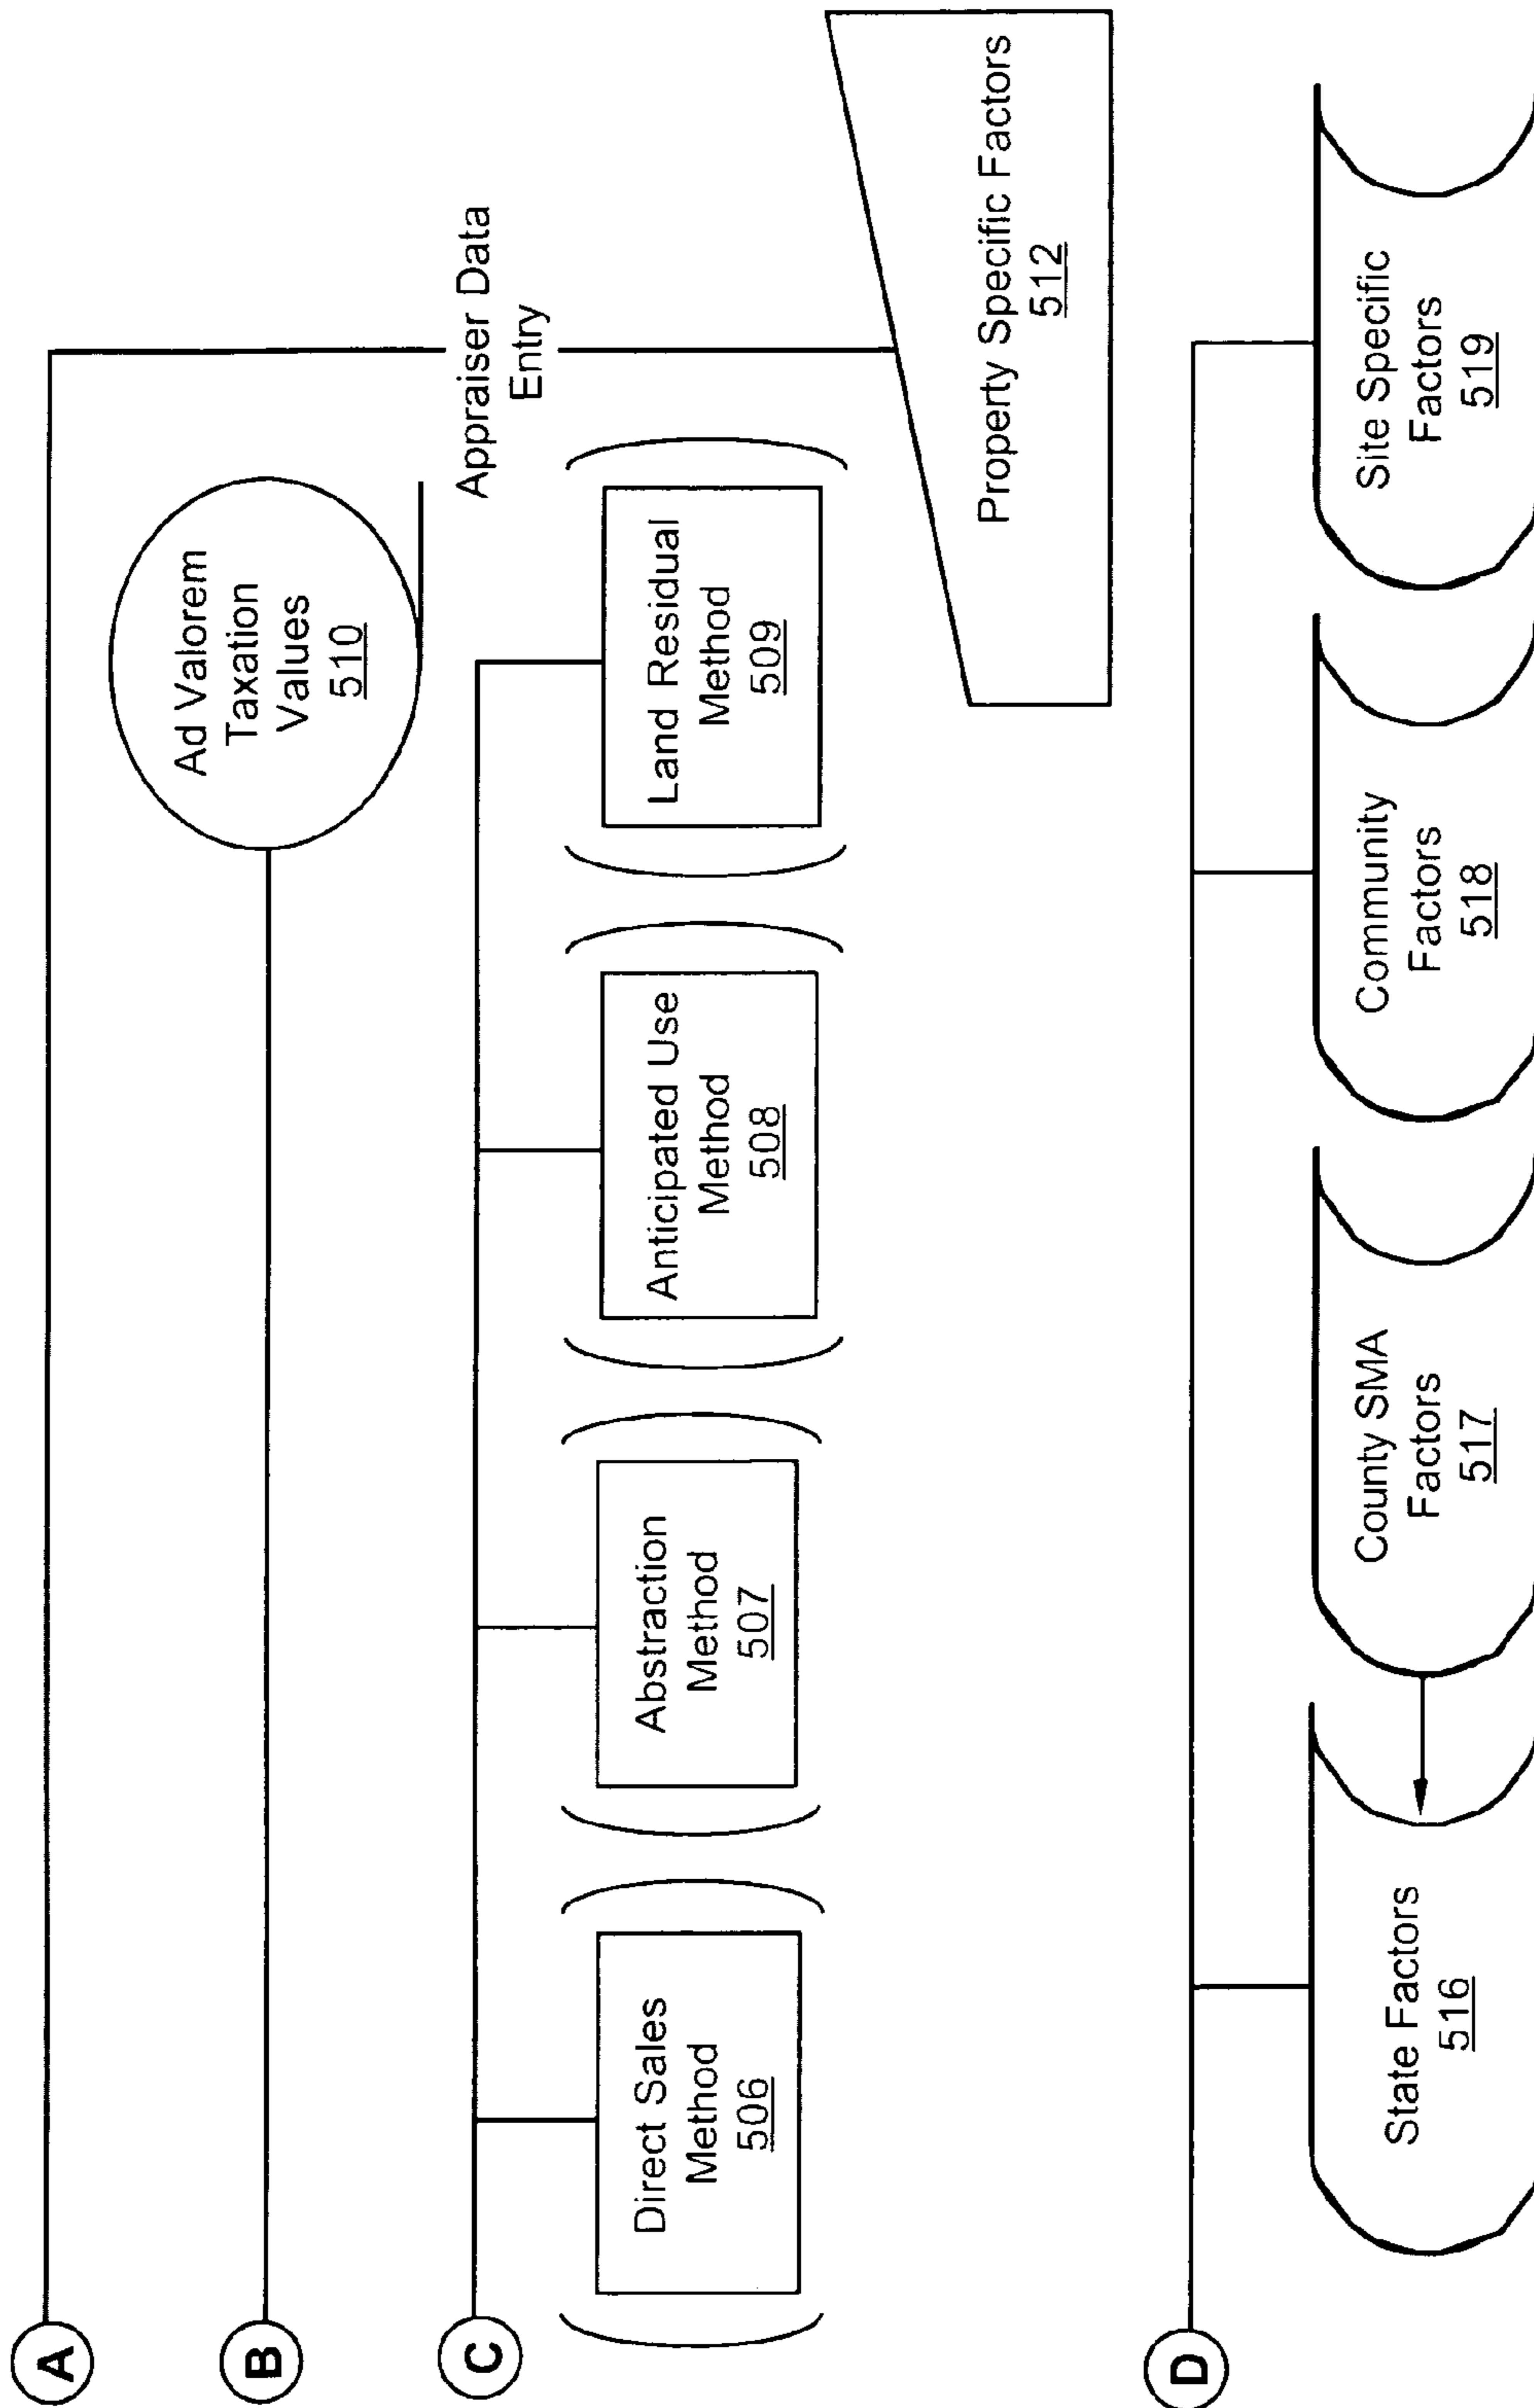 A
B
Ad Valorem
Taxation
Values
510
C
Appraiser Data
Entry
Direct Sales
Method
506
Abstraction
Method
507
Anticipated Use
Method
508
Land Residual
Method
509
Property Specific Factors
512
D
State Factors
516
County SMA
Factors
517
Community
Factors
518
Site Specific
Factors
519